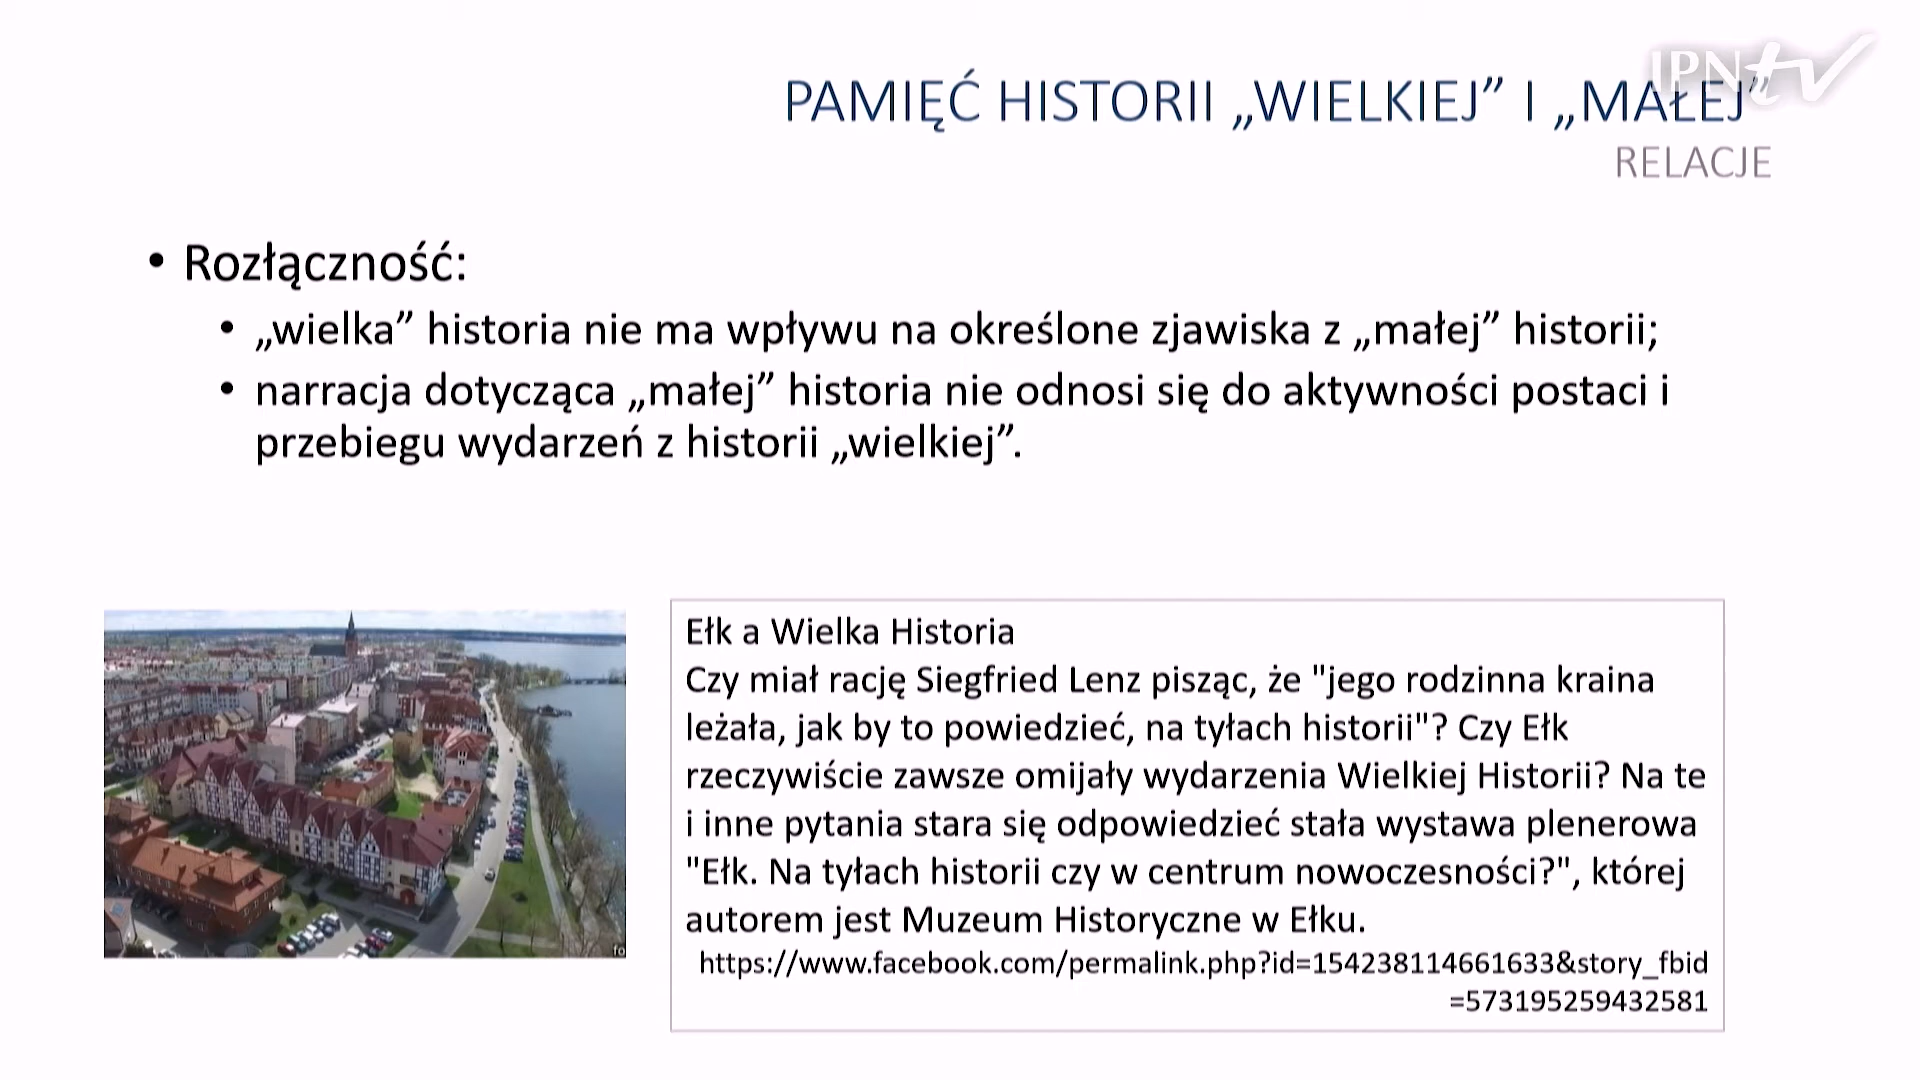 IPNtv
PAMIĘĆ HISTORII „WIELKIEJ” I „MAŁEJ”
RELACJE
• Rozłączność:
• „wielka” historia nie ma wpływu na określone zjawiska z „małej” historii;
• narracja dotycząca „małej” historia nie odnosi się do aktywności postaci i
przebiegu wydarzeń z historii „wielkiej”.
Ełk a Wielka Historia
Czy miał rację Siegfried Lenz pisząc, że "jego rodzinna kraina
leżała, jak by to powiedzieć, na tyłach historii"? Czy Ełk
rzeczywiście zawsze omijały wydarzenia Wielkiej Historii? Na te
i inne pytania stara się odpowiedzieć stała wystawa plenerowa
"Ełk. Na tyłach historii czy w centrum nowoczesności?", której
autorem jest Muzeum Historyczne w Ełku.
https://www.facebook.com/permalink.php?id=154238114661633&story_fbid
=573195259432581
fo